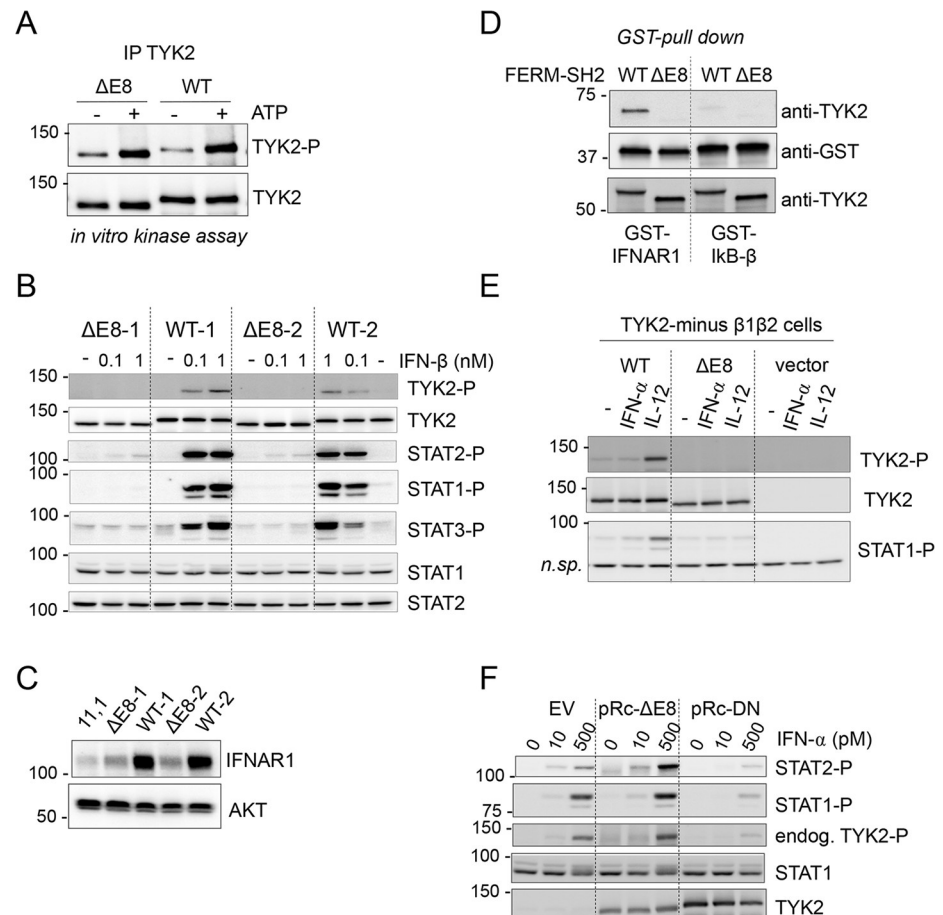 A
IP TYK2
ΔE8 WT
- + - + ATP
150 TYK2-P
150 TYK2
in vitro kinase assay
B
ΔE8-1 WT-1 ΔE8-2 WT-2
- 0.1 1 - 0.1 1 - 0.1 1 1 0.1 - IFN-β (nM)
150 TYK2-P
150 TYK2
100 STAT2-P
100 STAT1-P
100 STAT3-P
100 STAT1
100 STAT2
C
11,1 ΔE8-1 WT-1 ΔE8-2 WT-2
100 IFNAR1
50 AKT
D
GST-pull down
FERM-SH2 WT ΔE8 WT ΔE8
75 anti-TYK2
37 anti-GST
50 anti-TYK2
GST-IFNAR1 GST-IkB-β
E
TYK2-minus β1β2 cells
WT ΔE8 vector
- IFN-α IL-12 - IFN-α IL-12 - IFN-α IL-12
150 TYK2-P
150 TYK2
100 STAT1-P
n.sp.
F
EV pRc-ΔE8 pRc-DN
0 10 500 0 10 500 0 10 500 IFN-α (pM)
100 STAT2-P
75 STAT1-P
150 endog. TYK2-P
100 STAT1
150 TYK2